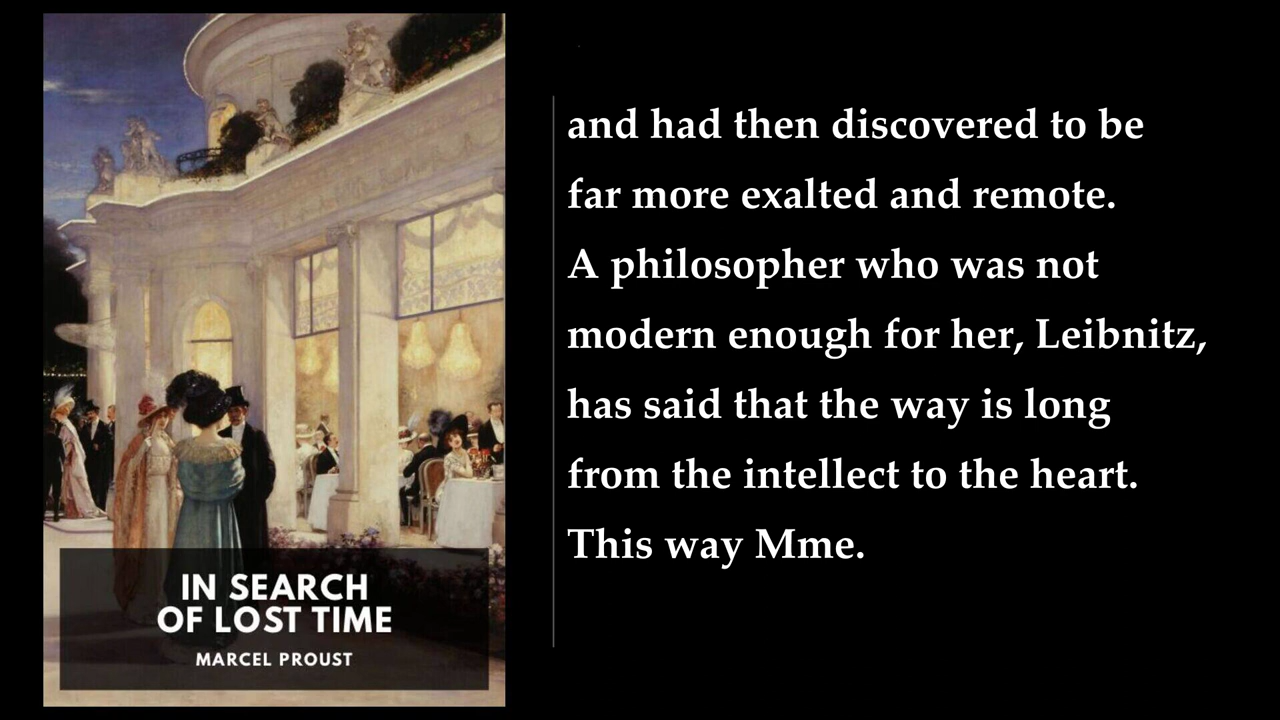 IN SEARCH
OF LOST TIME
MARCEL PROUST
and had then discovered to be
far more exalted and remote.
A philosopher who was not
modern enough for her, Leibnitz,
has said that the way is long
from the intellect to the heart.
This way Mme.